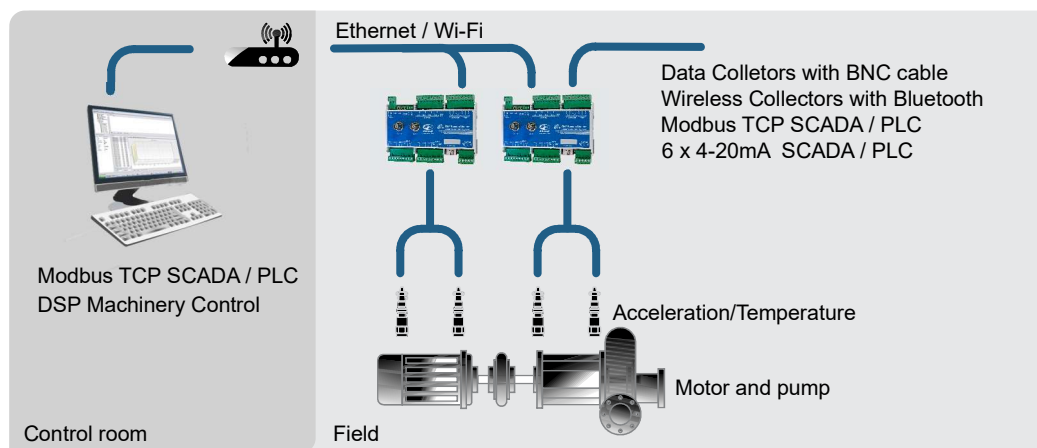 Ethernet / Wi-Fi
Data Colletors with BNC cable
Wireless Collectors with Bluetooth
Modbus TCP SCADA / PLC
6 x 4-20mA  SCADA / PLC
Modbus TCP SCADA / PLC
DSP Machinery Control
Acceleration/Temperature
Motor and pump
Control room
Field